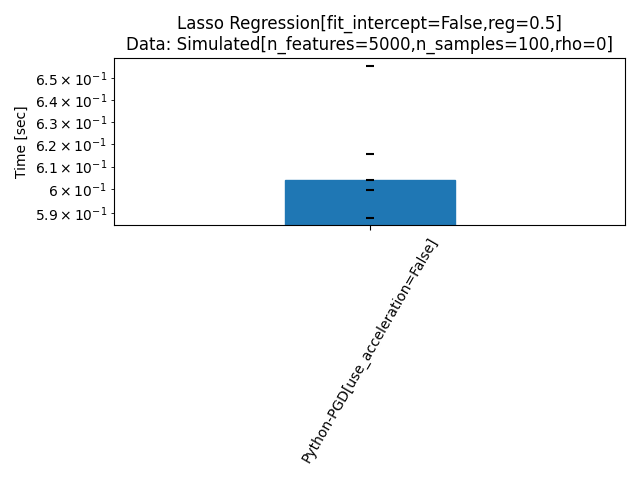 Lasso Regression[fit_intercept=False,reg=0.5]
Data: Simulated[n_features=5000,n_samples=100,rho=0]
Time [sec]
6.5 × 10⁻¹
6.4 × 10⁻¹
6.3 × 10⁻¹
6.2 × 10⁻¹
6.1 × 10⁻¹
6 × 10⁻¹
5.9 × 10⁻¹
Python-PGD[use_acceleration=False]